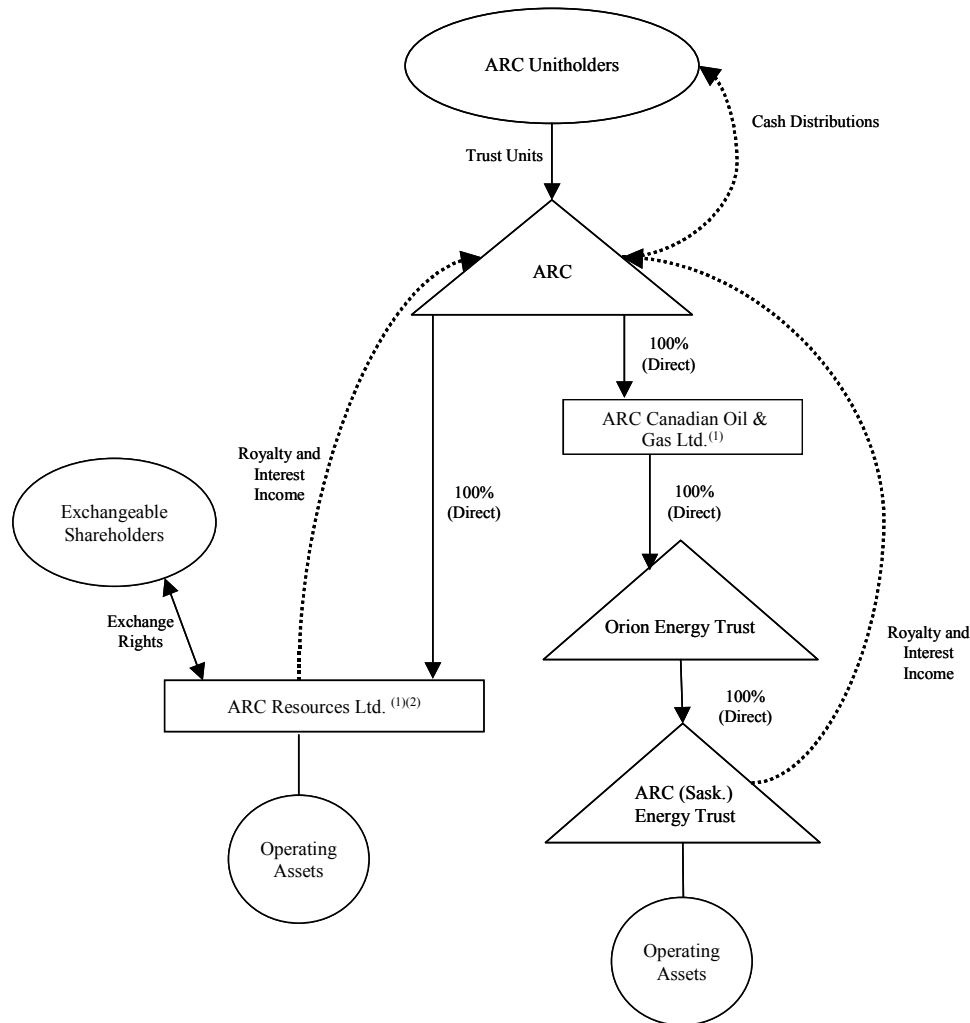 ARC Unitholders
Cash Distributions
Trust Units
ARC
100%
(Direct)
ARC Canadian Oil &
Gas Ltd.(1)
Royalty and
Interest
Income
100%
(Direct)
100%
(Direct)
Exchangeable
Shareholders
Exchange
Rights
Orion Energy Trust
Royalty and
Interest
Income
ARC Resources Ltd. (1)(2)
100%
(Direct)
ARC (Sask.)
Energy Trust
Operating
Assets
Operating
Assets